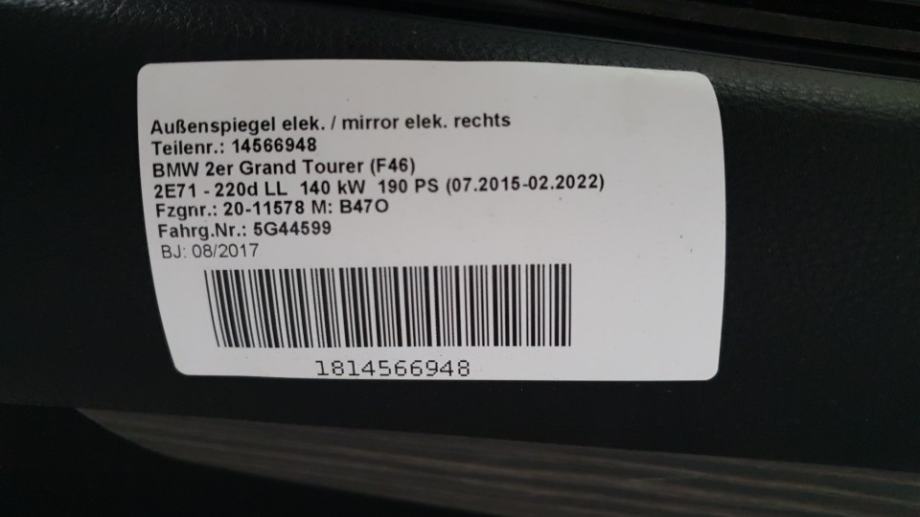 Außenspiegel elek. / mirror elek. rechts
Teilenr.: 14566948
BMW 2er Grand Tourer (F46)
2E71 - 220d LL 140 kW 190 PS (07.2015-02.2022)
Fzgnr.: 20-11578 M: B47O
Fahrg.Nr.: 5G44599
BJ: 08/2017
1814566948